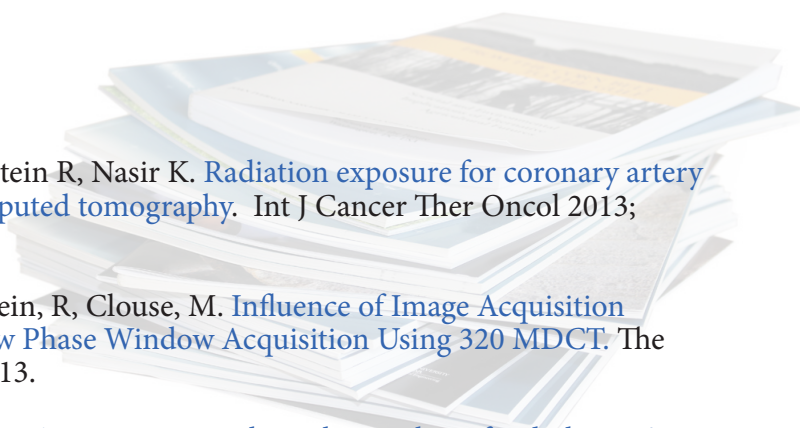 tein R, Nasir K. Radiation exposure for coronary artery
puted tomography. Int J Cancer Ther Oncol 2013;
ein, R, Clouse, M. Influence of Image Acquisition
w Phase Window Acquisition Using 320 MDCT. The
13.